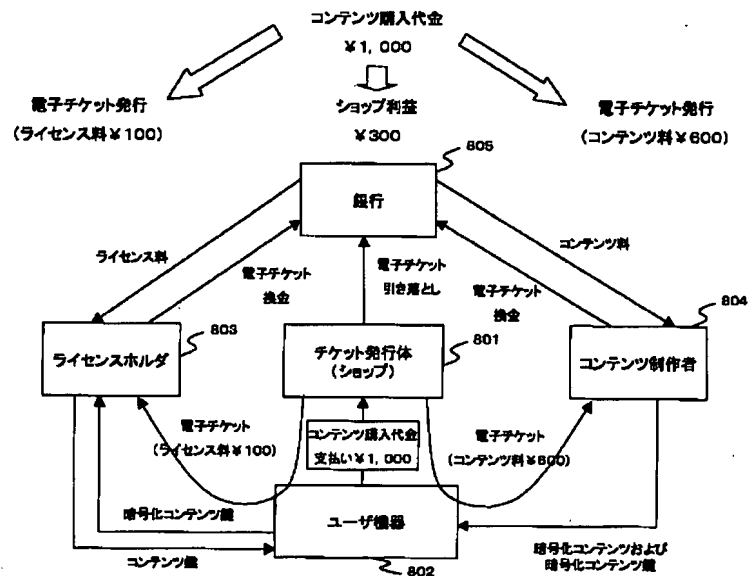 コンテンツ購入代金
¥1,000
電子チケット発行
(ライセンス料¥100)
ショップ利益
¥300
電子チケット発行
(コンテンツ料¥600)
805
銀行
ライセンス料
電子チケット
換金
電子チケット
引き落とし
電子チケット
換金
コンテンツ料
803
ライセンスホルダ
801
チケット発行体
(ショップ)
804
コンテンツ制作者
電子チケット
(ライセンス料¥100)
コンテンツ購入代金
支払い¥1,000
電子チケット
(コンテンツ料¥600)
暗号化コンテンツ鍵
コンテンツ鍵
ユーザ機器
802
暗号化コンテンツおよび
暗号化コンテンツ鍵